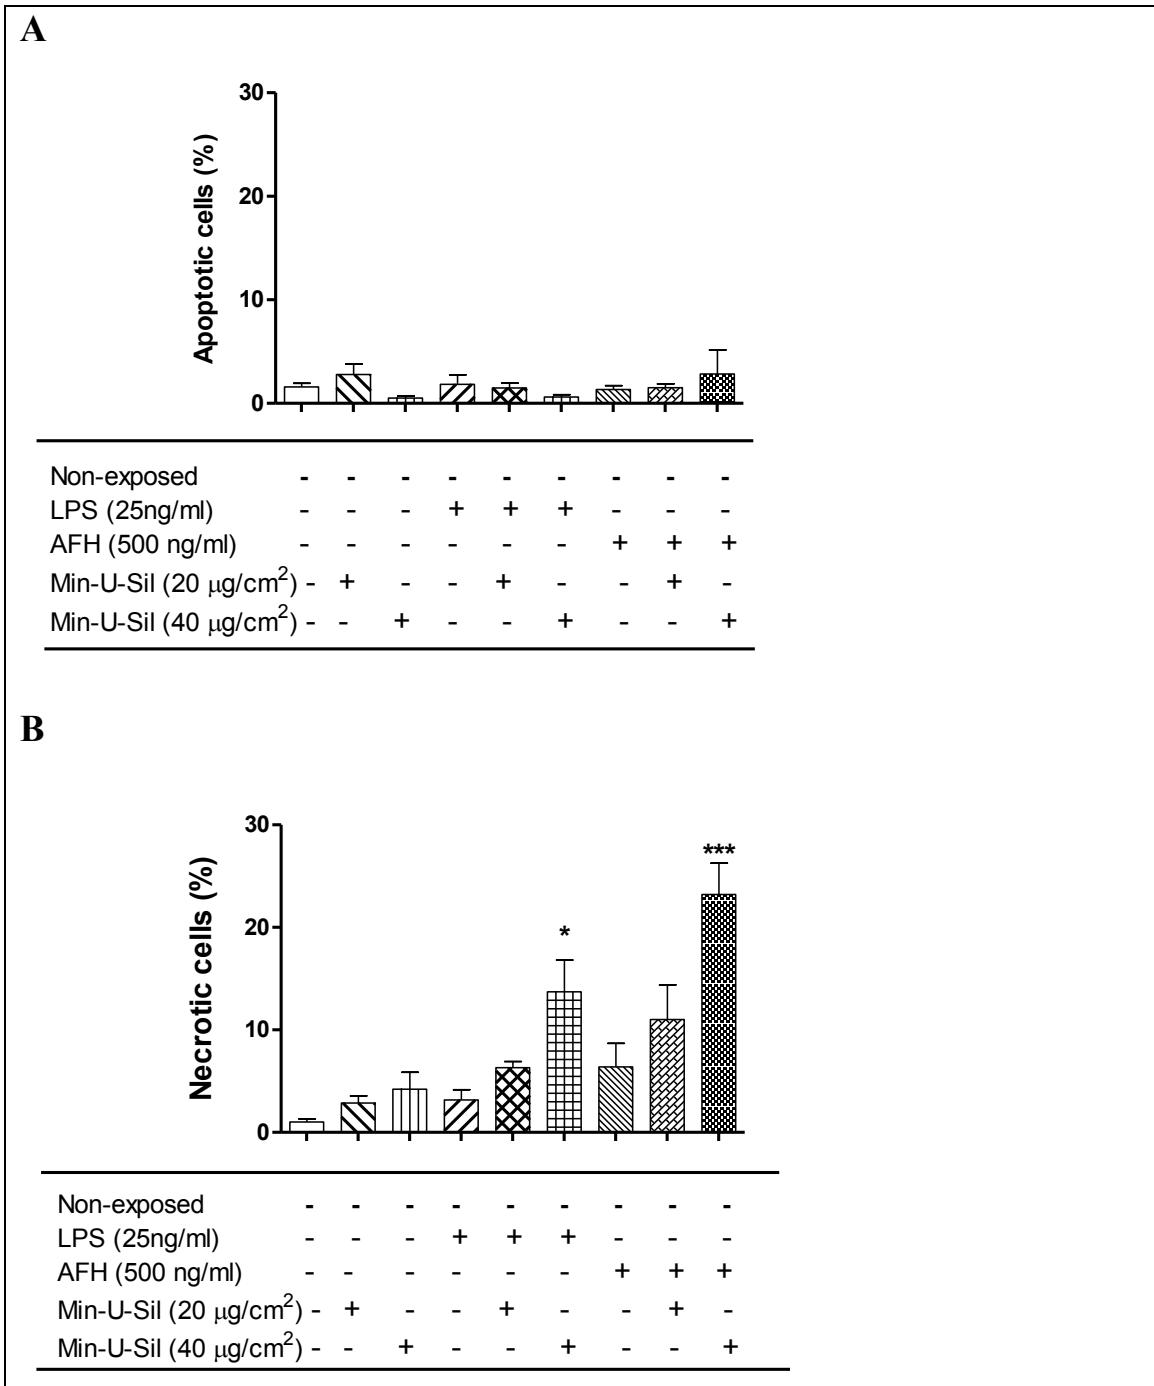 A
30
20
10
0
Apoptotic cells (%)
Non-exposed - - - - - - - - -
LPS (25ng/ml) - - - + + + - - -
AFH (500 ng/ml) - - - - - - + + +
Min-U-Sil (20 μg/cm²) - + - - + - - + -
Min-U-Sil (40 μg/cm²) - - + - - + - - +
B
30
20
10
0
Necrotic cells (%)
***
*
Non-exposed - - - - - - - - -
LPS (25ng/ml) - - - + + + - - -
AFH (500 ng/ml) - - - - - - + + +
Min-U-Sil (20 μg/cm²) - + - - + - - + -
Min-U-Sil (40 μg/cm²) - - + - - + - - +